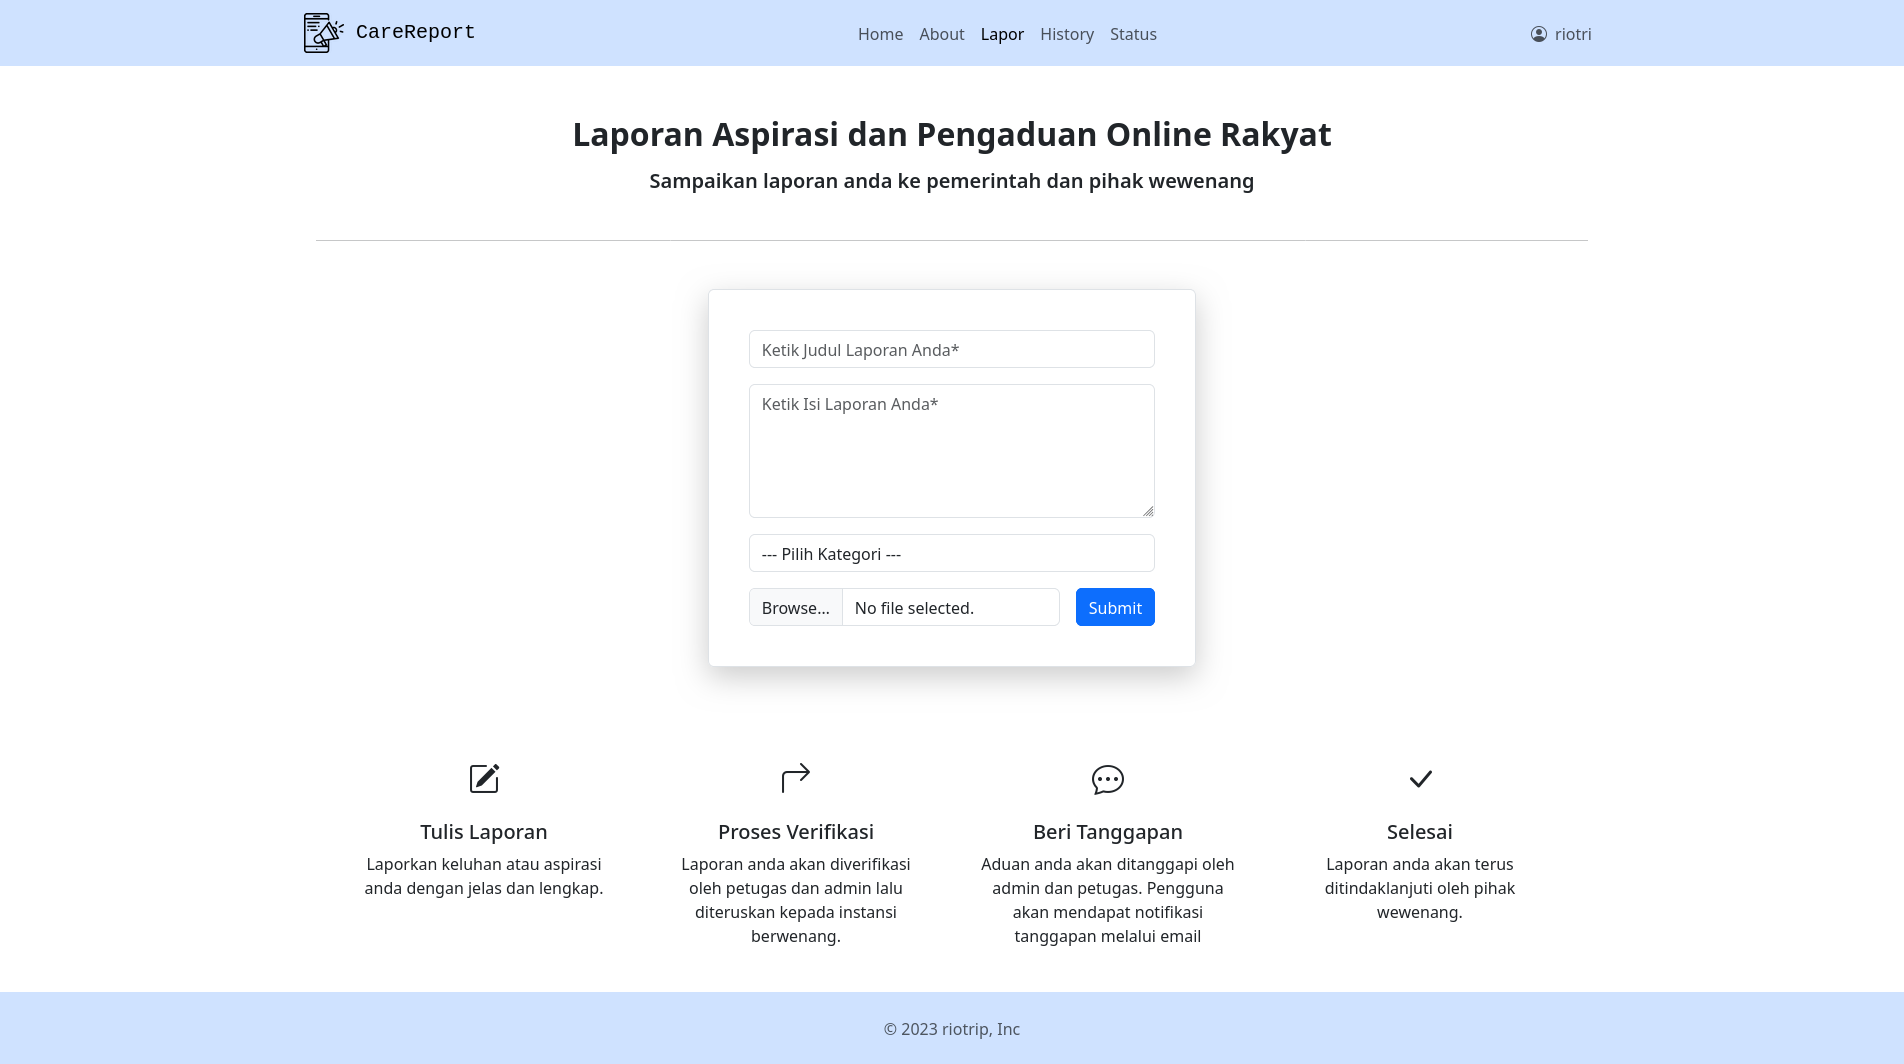 CareReport
Home About Lapor History Status
riotri
Laporan Aspirasi dan Pengaduan Online Rakyat
Sampaikan laporan anda ke pemerintah dan pihak wewenang
Ketik Judul Laporan Anda*
Ketik Isi Laporan Anda*
--- Pilih Kategori ---
Browse... No file selected. Submit
Tulis Laporan
Laporkan keluhan atau aspirasi
anda dengan jelas dan lengkap.
Proses Verifikasi
Laporan anda akan diverifikasi
oleh petugas dan admin lalu
diteruskan kepada instansi
berwenang.
Beri Tanggapan
Aduan anda akan ditanggapi oleh
admin dan petugas. Pengguna
akan mendapat notifikasi
tanggapan melalui email
Selesai
Laporan anda akan terus
ditindaklanjuti oleh pihak
wewenang.
© 2023 riotrip, Inc